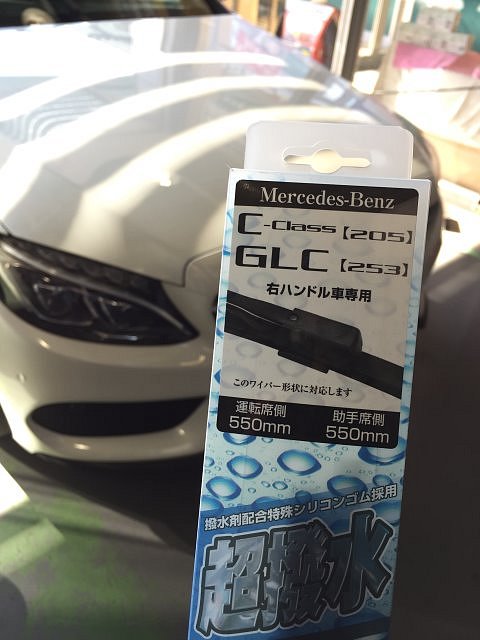 Mercedes-Benz
C-Class【205】
GLC【253】
右ハンドル車専用
このワイパー形状に対応します
運転席側 助手席側
550mm 550mm
撥水剤配合特殊シリコンゴム採用
超撥水